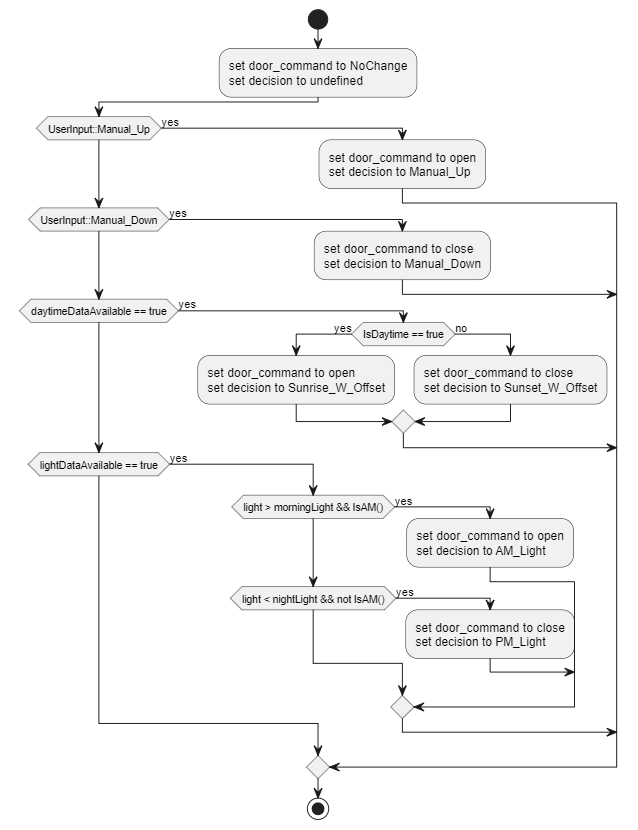 set door_command to NoChange
set decision to undefined
UserInput::Manual_Up
yes
set door_command to open
set decision to Manual_Up
UserInput::Manual_Down
yes
set door_command to close
set decision to Manual_Down
daytimeDataAvailable == true
yes
yes
IsDaytime == true
no
set door_command to open
set decision to Sunrise_W_Offset
set door_command to close
set decision to Sunset_W_Offset
lightDataAvailable == true
yes
light > morningLight && IsAM()
yes
set door_command to open
set decision to AM_Light
light < nightLight && not IsAM()
yes
set door_command to close
set decision to PM_Light